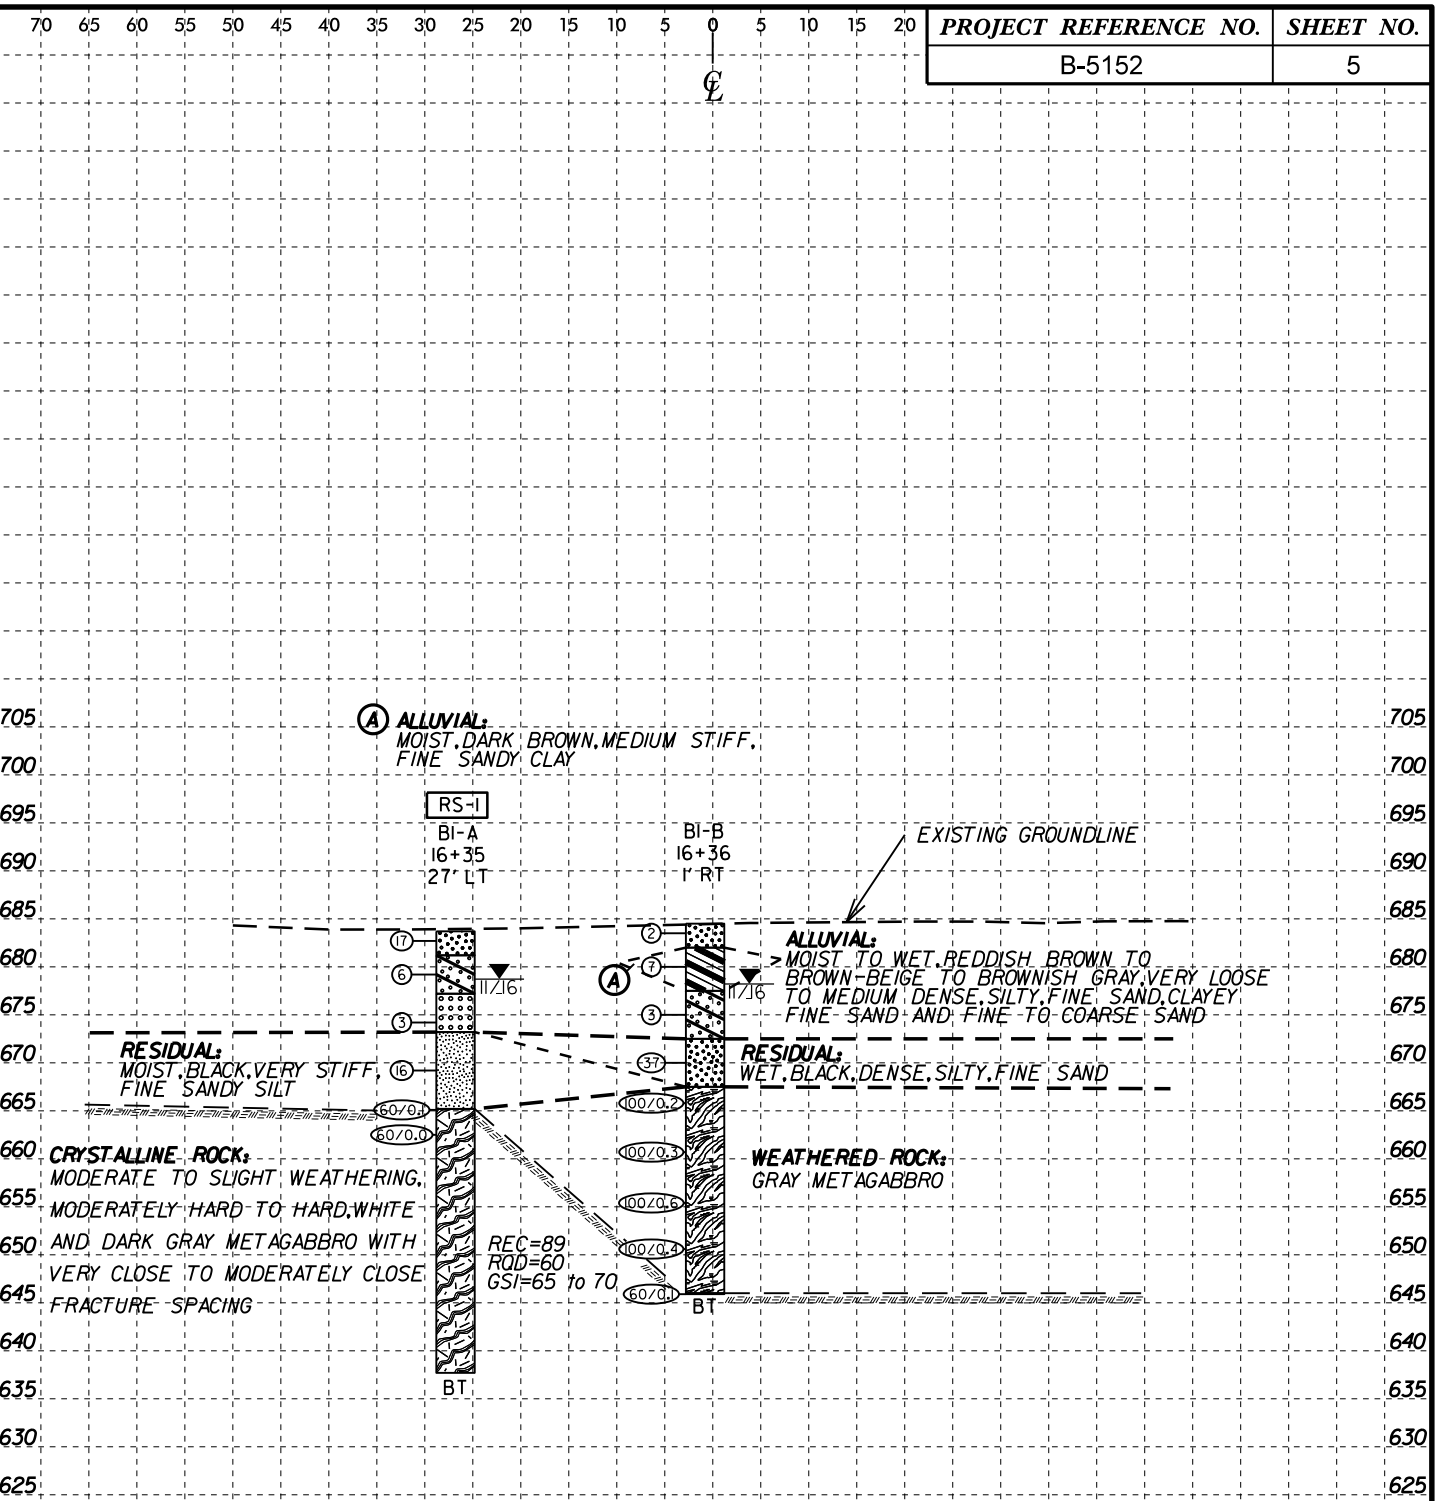 70 65 60 55 50 45 40 35 30 25 20 15 10 5 0 5 10 15 20
PROJECT REFERENCE NO. SHEET NO.
B-5152 5
℄
705 705
Ⓐ ALLUVIAL:
MOIST, DARK BROWN, MEDIUM STIFF,
FINE SANDY CLAY
700 700
RS-1
695 695
B1-A
16+35
27' LT
B1-B
16+36
1' RT
EXISTING GROUNDLINE
690 690
685 685
17
6
3
16
60/0.1
60/0.0
11/16
2
7
3
37
100/0.2
100/0.3
100/0.6
100/0.4
60/0.1
11/16
A
ALLUVIAL:
MOIST TO WET, REDDISH BROWN TO
BROWN-BEIGE TO BROWNISH GRAY, VERY LOOSE
TO MEDIUM DENSE, SILTY, FINE SAND, CLAYEY
FINE SAND AND FINE TO COARSE SAND
680 680
675 675
RESIDUAL:
MOIST, BLACK, VERY STIFF,
FINE SANDY SILT
RESIDUAL:
WET, BLACK, DENSE, SILTY, FINE SAND
670 670
665 665
CRYSTALLINE ROCK:
MODERATE TO SLIGHT WEATHERING,
MODERATELY HARD TO HARD, WHITE
AND DARK GRAY METAGABBRO WITH
VERY CLOSE TO MODERATELY CLOSE
FRACTURE SPACING
WEATHERED ROCK:
GRAY METAGABBRO
660 660
655 655
REC=89
RQD=60
GSI=65 to 70
650 650
645 645
BT
640 640
BT
635 635
630 630
625 625